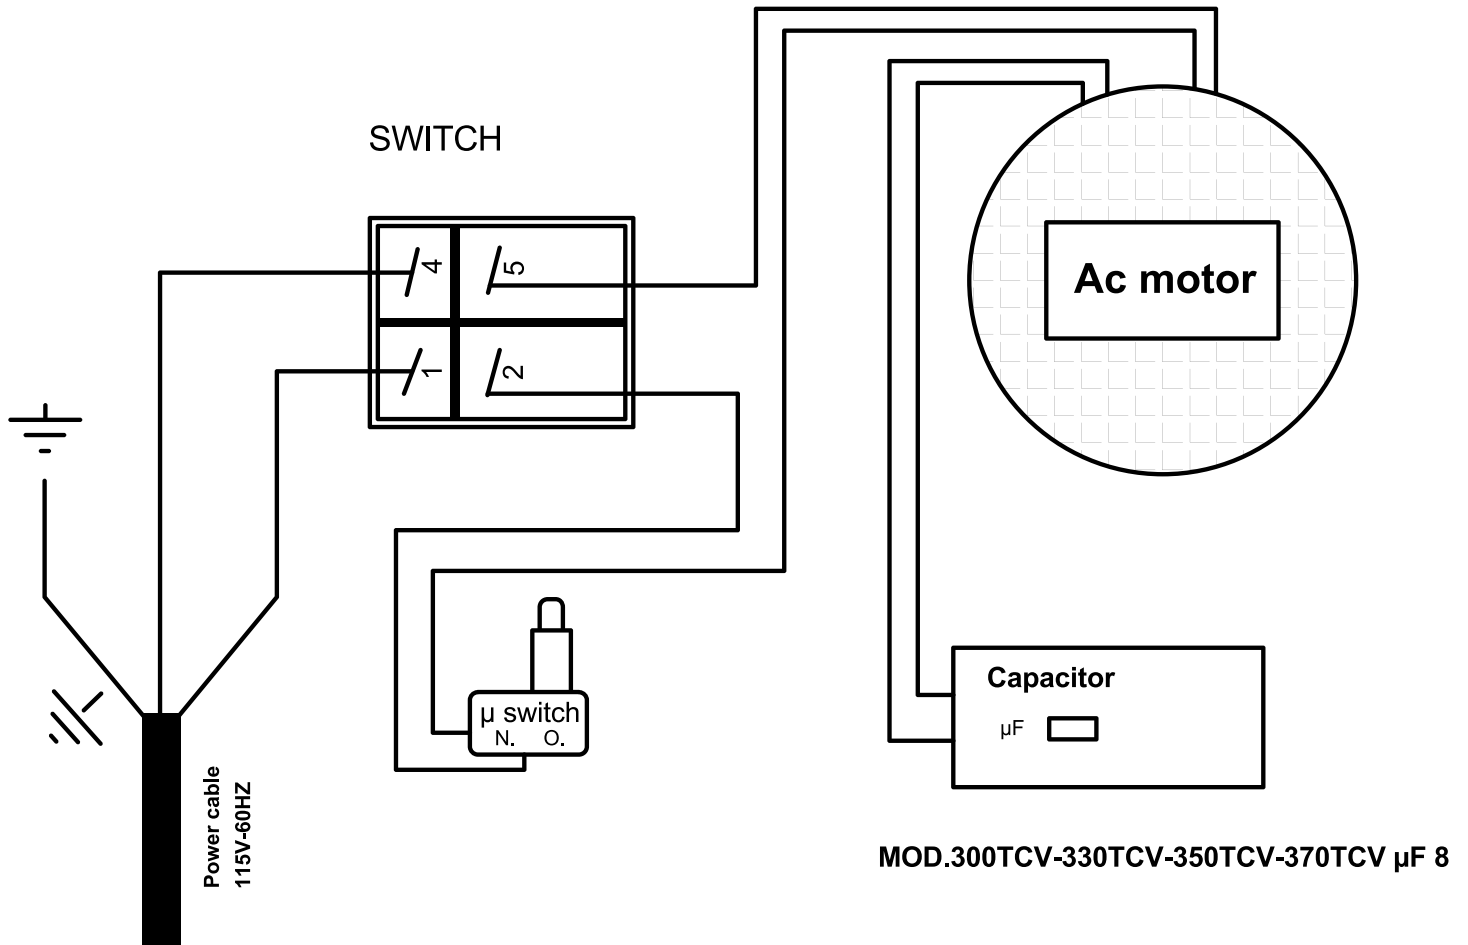 SWITCH
4
5
1
2
Ac motor
µ switch
N. O.
Capacitor
µF
Power cable
115V-60HZ
MOD.300TCV-330TCV-350TCV-370TCV µF 8